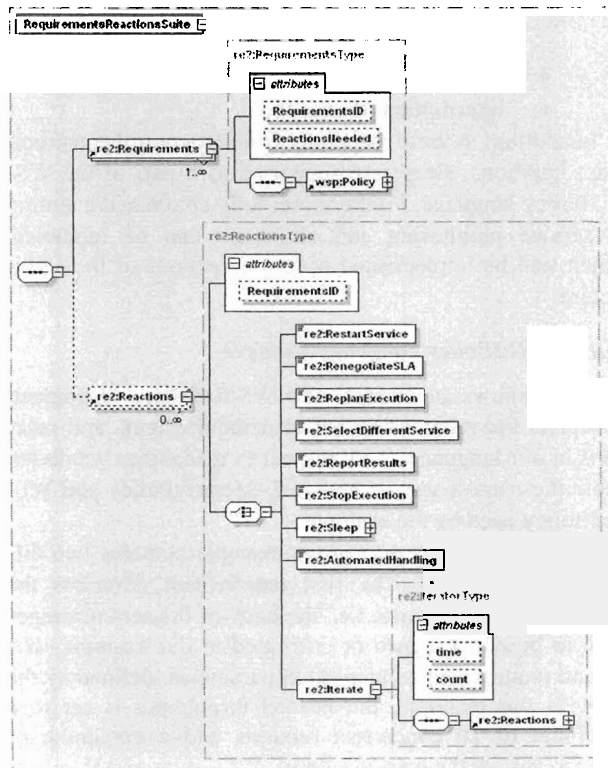 RequirementsReactionsSuite
re2:RequirementsType
attributes
RequirementsID
ReactionsNeeded
re2:Requirements
1..∞
wsp:Policy
re2:ReactionsType
attributes
RequirementsID
re2:RestartService
re2:RenegotiateSLA
re2:ReplanExecution
re2:SelectDifferentService
re2:Reactions
0..∞
re2:ReportResults
re2:StopExecution
re2:Sleep
re2:AutomatedHandling
re2:IteratorType
attributes
time
count
re2:Iterate
re2:Reactions